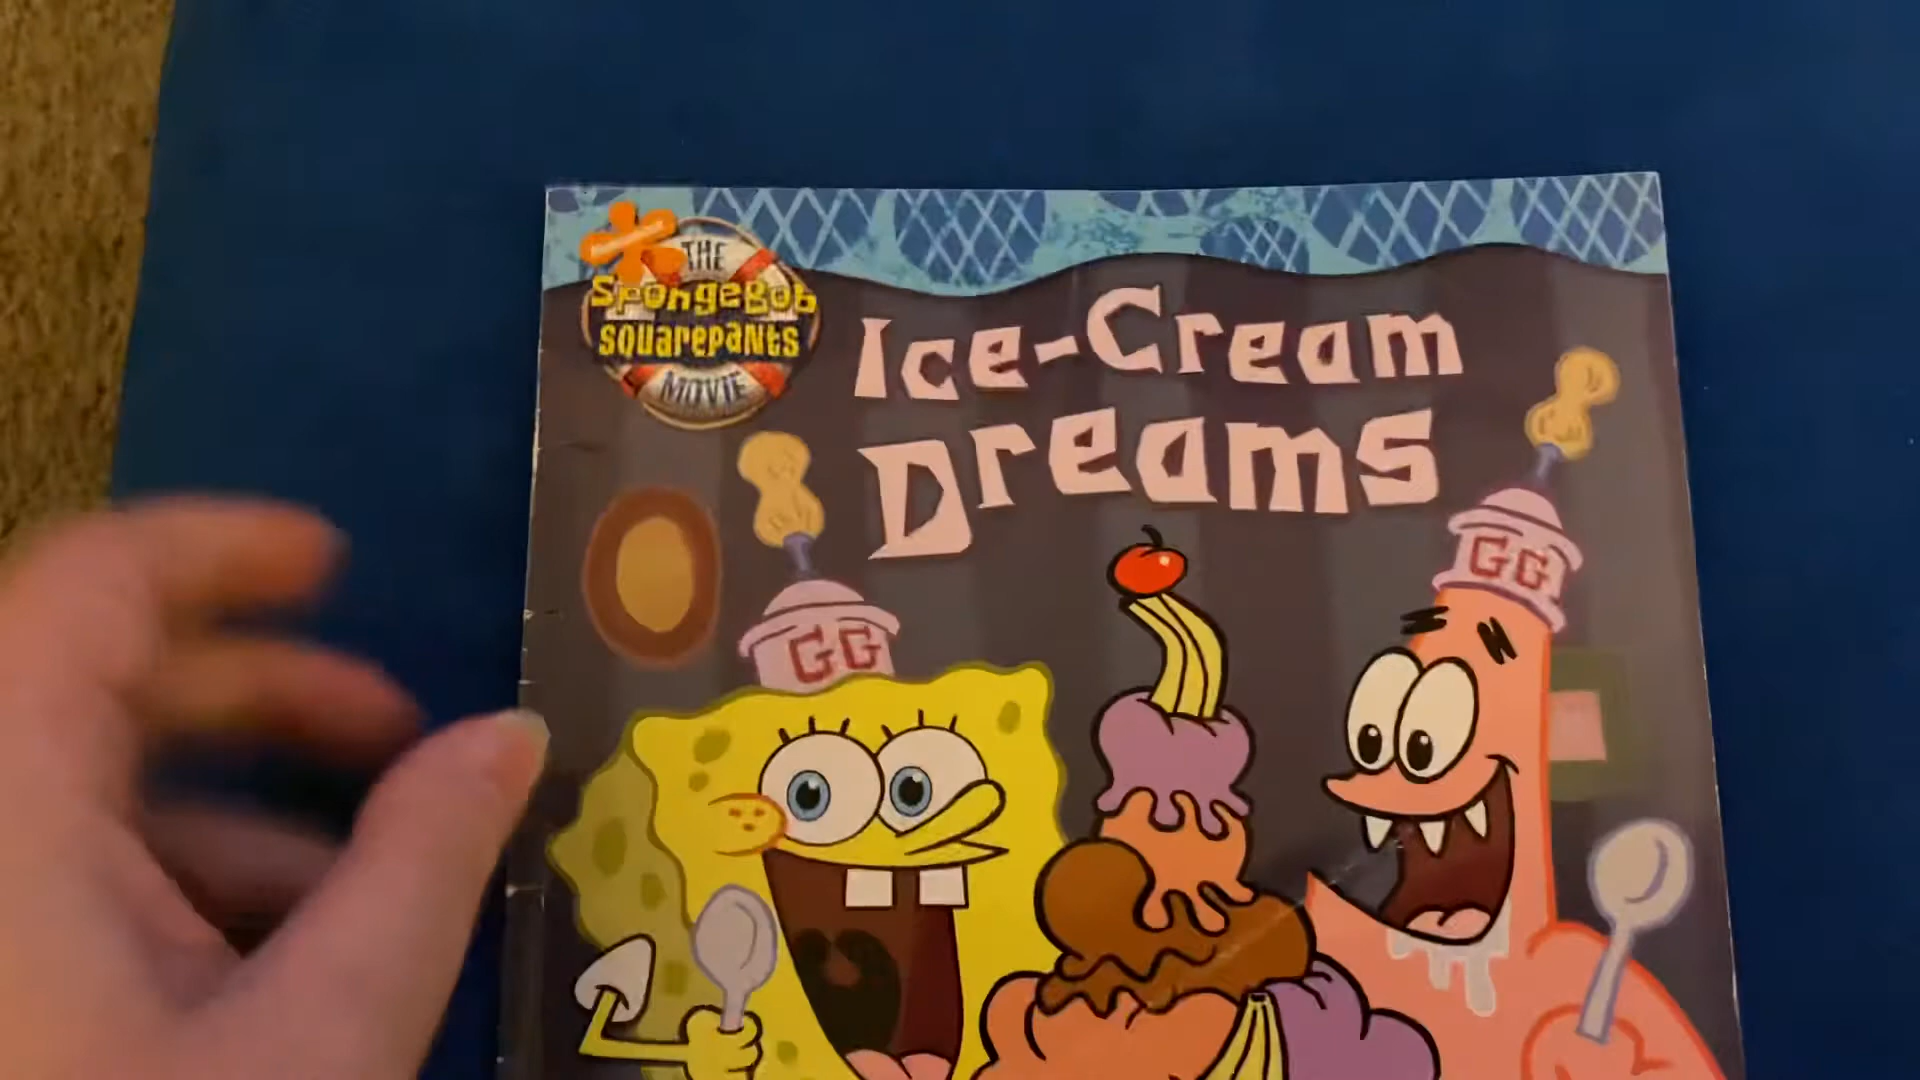 THE
SPONGEBOB
SQUAREPANTS
MOVIE
Ice-Cream
Dreams
GG
GG